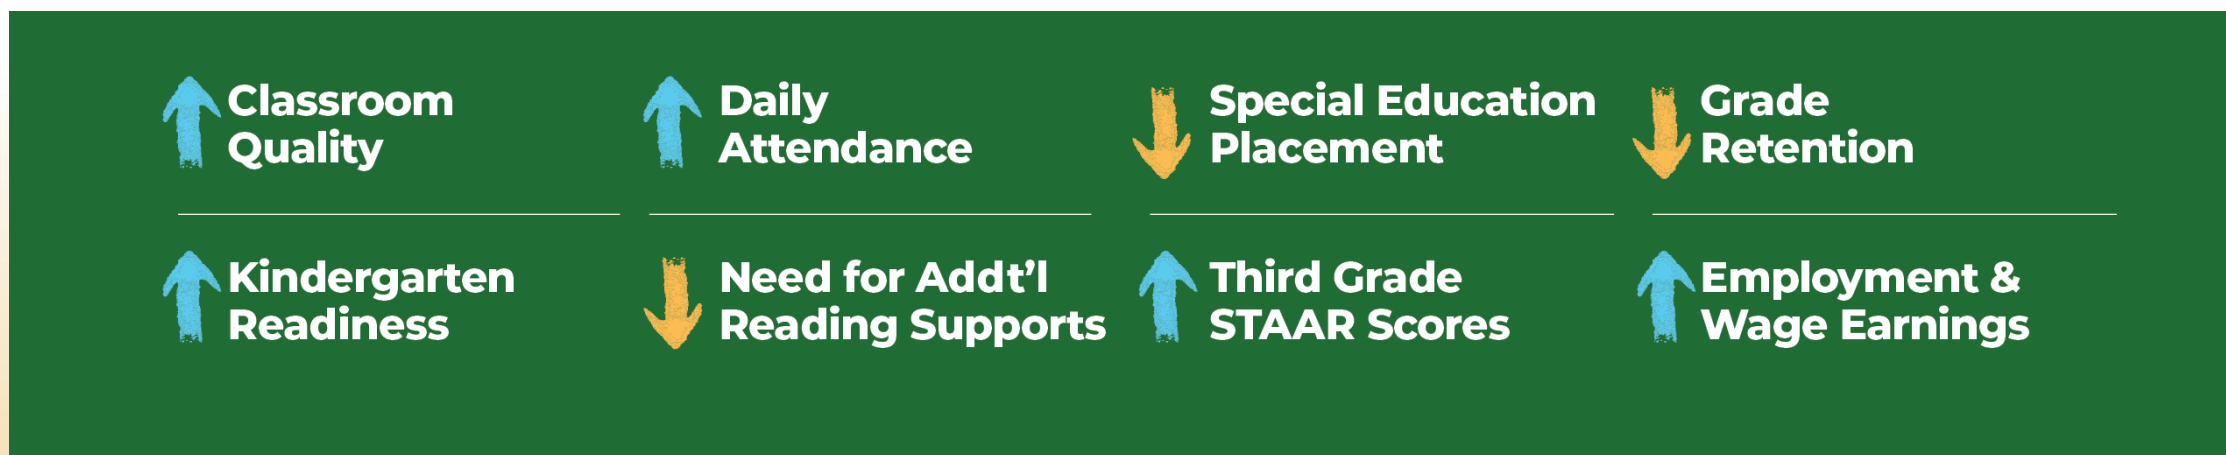 Classroom
Quality
Daily
Attendance
Special Education
Placement
Grade
Retention
Kindergarten
Readiness
Need for Addt’l
Reading Supports
Third Grade
STAAR Scores
Employment &
Wage Earnings